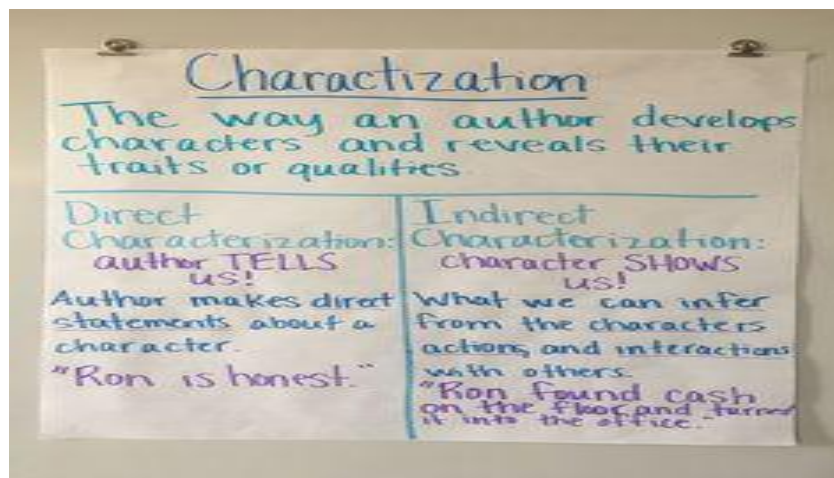 Charactization
The way an author develops
characters and reveals their
traits or qualities.
Direct
Characterization:
author TELLS
us!
Author makes direct
statements about a
character.
"Ron is honest."
Indirect
Characterization:
character SHOWS
us!
What we can infer
from the characters
actions, and interactions
with others.
"Ron found cash
on the floor and turned
it into the office."